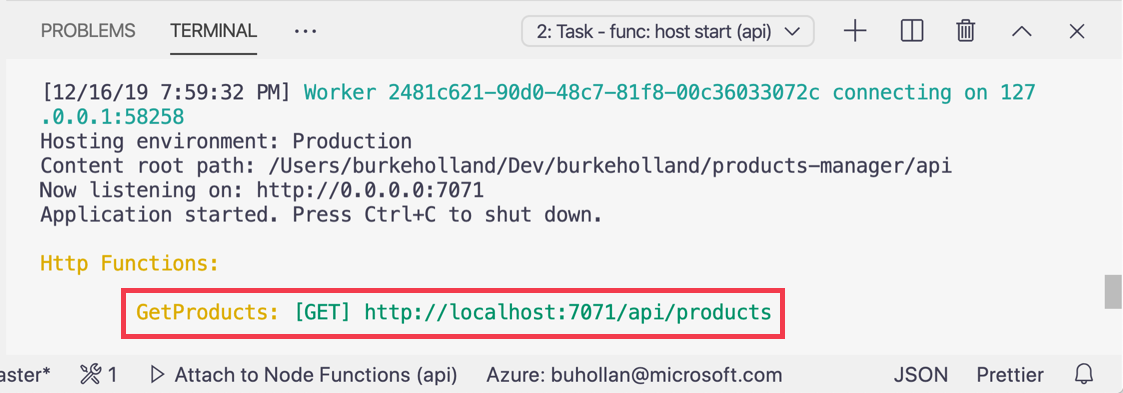 PROBLEMS TERMINAL ... 2: Task - func: host start (api)
[12/16/19 7:59:32 PM] Worker 2481c621-90d0-48c7-81f8-00c36033072c connecting on 127
.0.0.1:58258
Hosting environment: Production
Content root path: /Users/burkeholland/Dev/burkeholland/products-manager/api
Now listening on: http://0.0.0.0:7071
Application started. Press Ctrl+C to shut down.
Http Functions:
GetProducts: [GET] http://localhost:7071/api/products
aster* 1 Attach to Node Functions (api) Azure: buhollan@microsoft.com JSON Prettier